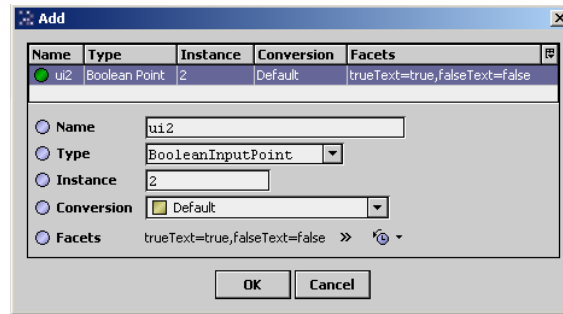 Add
Name Type Instance Conversion Facets
ui2 Boolean Point 2 Default trueText=true,falseText=false
Name ui2
Type BooleanInputPoint
Instance 2
Conversion Default
Facets trueText=true,falseText=false »
OK Cancel